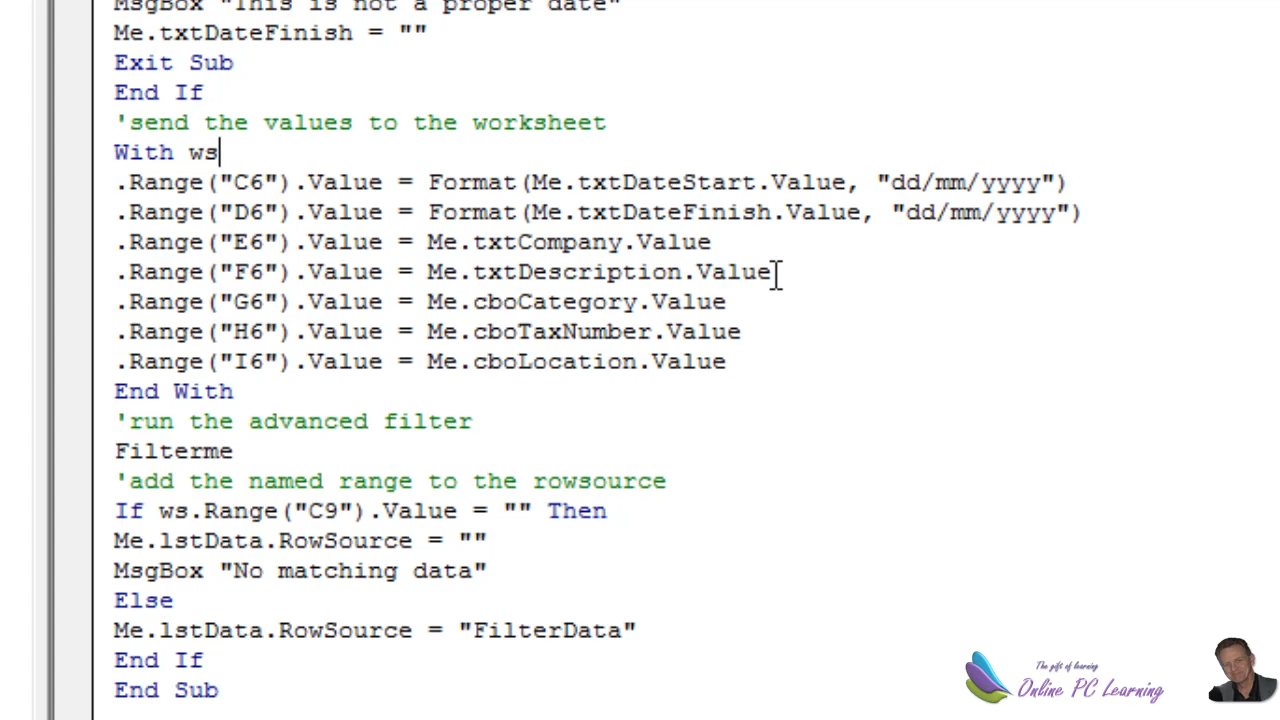 MsgBox "This is not a proper date"
Me.txtDateFinish = ""
Exit Sub
End If
'send the values to the worksheet
With ws
.Range("C6").Value = Format(Me.txtDateStart.Value, "dd/mm/yyyy")
.Range("D6").Value = Format(Me.txtDateFinish.Value, "dd/mm/yyyy")
.Range("E6").Value = Me.txtCompany.Value
.Range("F6").Value = Me.txtDescription.Value
.Range("G6").Value = Me.cboCategory.Value
.Range("H6").Value = Me.cboTaxNumber.Value
.Range("I6").Value = Me.cboLocation.Value
End With
'run the advanced filter
Filterme
'add the named range to the rowsource
If ws.Range("C9").Value = "" Then
Me.lstData.RowSource = ""
MsgBox "No matching data"
Else
Me.lstData.RowSource = "FilterData"
End If
End Sub
The gift of learning
Online PC Learning